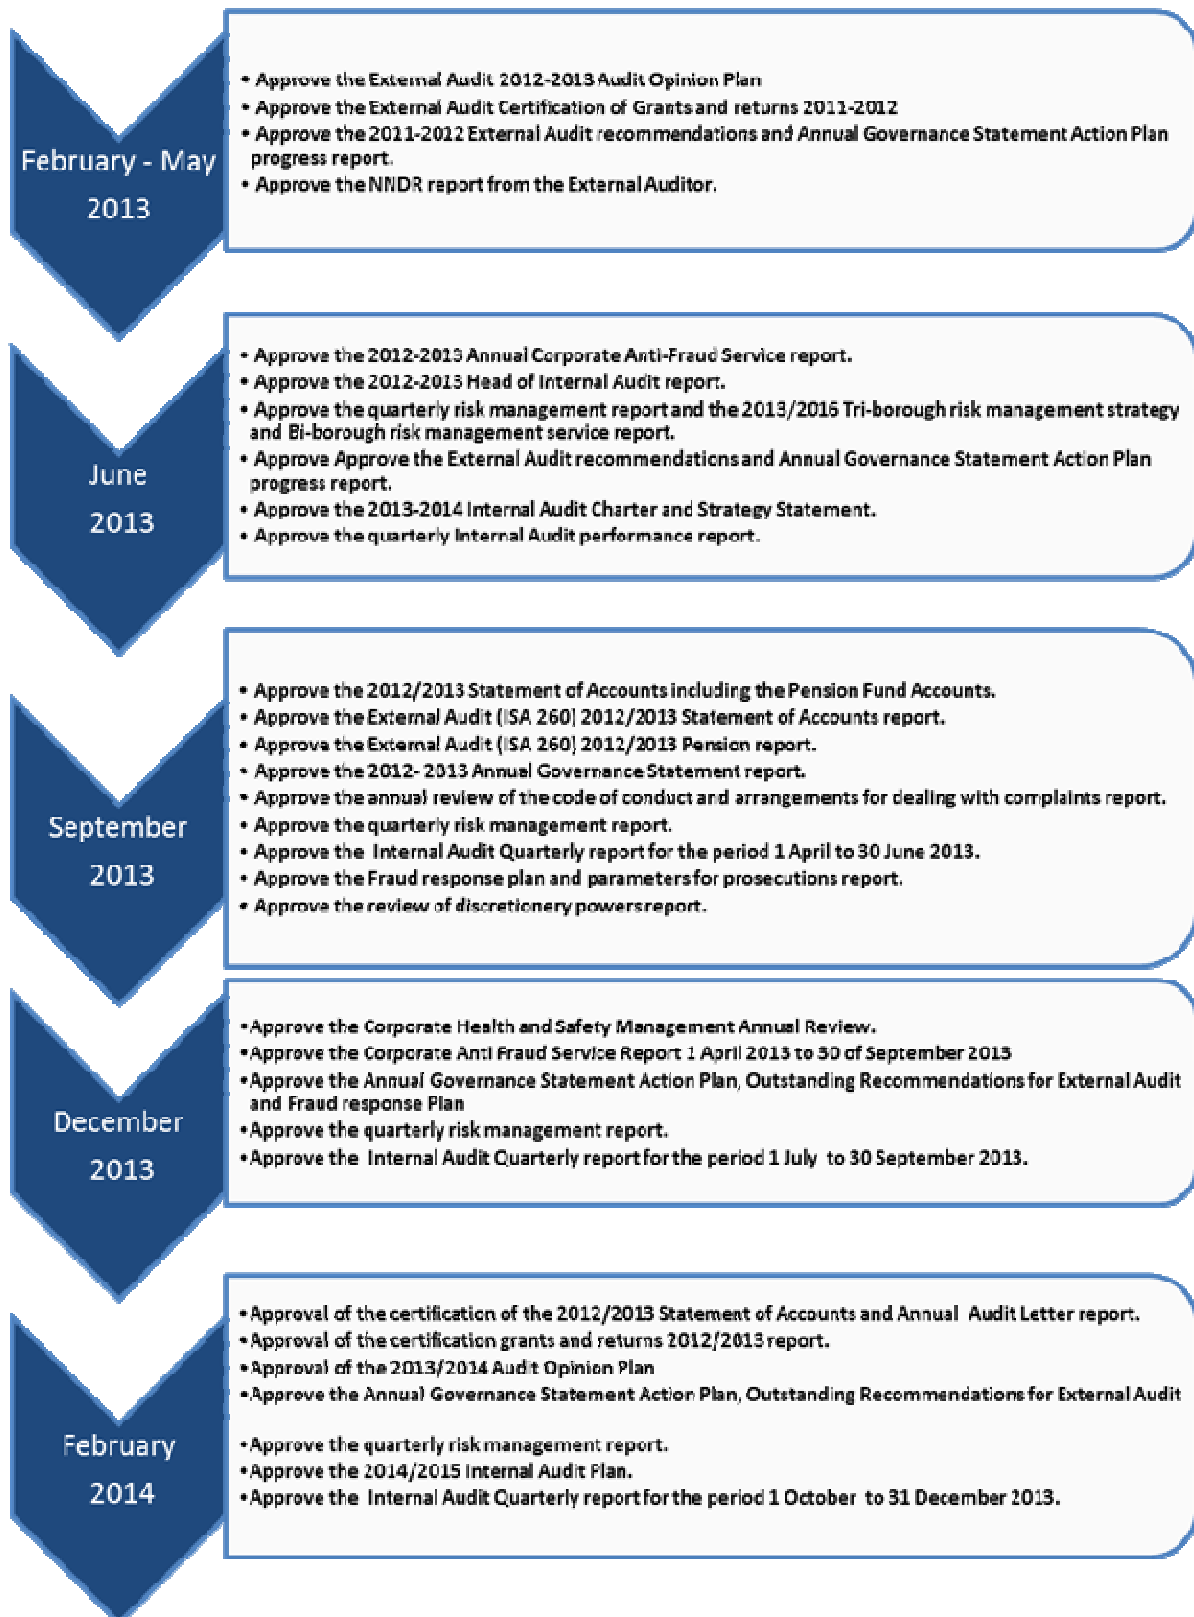 February - May
2013
• Approve the External Audit 2012-2013 Audit Opinion Plan
• Approve the External Audit Certification of Grants and returns 2011-2012
• Approve the 2011-2012 External Audit recommendations and Annual Governance Statement Action Plan
progress report.
• Approve the NNDR report from the External Auditor.
June
2013
• Approve the 2012-2013 Annual Corporate Anti-Fraud Service report.
• Approve the 2012-2013 Head of Internal Audit report.
• Approve the quarterly risk management report and the 2013/2016 Tri-borough risk management strategy
and Bi-borough risk management service report.
• Approve Approve the External Audit recommendations and Annual Governance Statement Action Plan
progress report.
• Approve the 2013-2014 Internal Audit Charter and Strategy Statement.
• Approve the quarterly Internal Audit performance report.
September
2013
• Approve the 2012/2013 Statement of Accounts including the Pension Fund Accounts.
• Approve the External Audit (ISA 260) 2012/2013 Statement of Accounts report.
• Approve the External Audit (ISA 260) 2012/2013 Pension report.
• Approve the 2012- 2013 Annual Governance Statement report.
• Approve the annual review of the code of conduct and arrangements for dealing with complaints report.
• Approve the quarterly risk management report.
• Approve the Internal Audit Quarterly report for the period 1 April to 30 June 2013.
• Approve the Fraud response plan and parameters for prosecutions report.
• Approve the review of discretionery powers report.
December
2013
•Approve the Corporate Health and Safety Management Annual Review.
•Approve the Corporate Anti Fraud Service Report 1 April 2013 to 30 of September 2013
•Approve the Annual Governance Statement Action Plan, Outstanding Recommendations for External Audit
and Fraud response Plan
•Approve the quarterly risk management report.
•Approve the Internal Audit Quarterly report for the period 1 July to 30 September 2013.
February
2014
•Approval of the certification of the 2012/2013 Statement of Accounts and Annual Audit Letter report.
•Approval of the certification grants and returns 2012/2013 report.
•Approval of the 2013/2014 Audit Opinion Plan
•Approve the Annual Governance Statement Action Plan, Outstanding Recommendations for External Audit
•Approve the quarterly risk management report.
•Approve the 2014/2015 Internal Audit Plan.
•Approve the Internal Audit Quarterly report for the period 1 October to 31 December 2013.